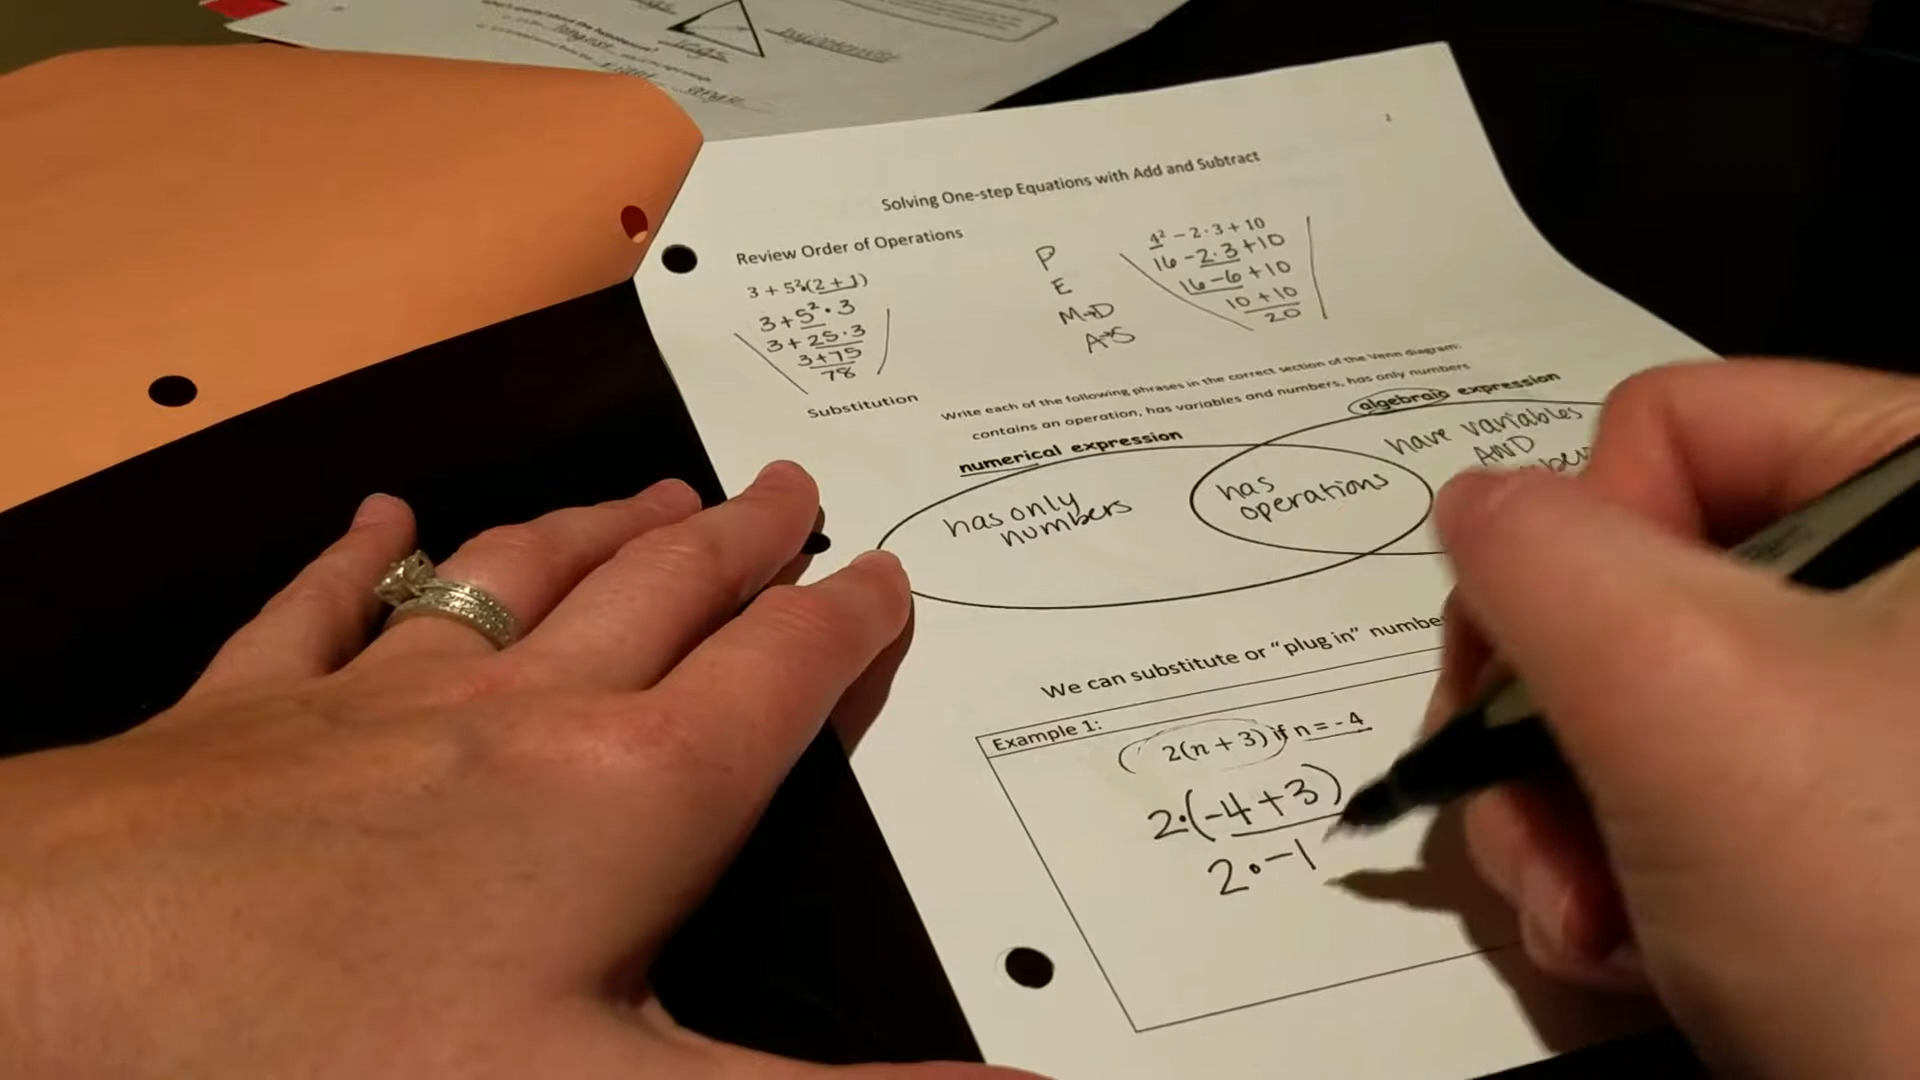 longest
legs
2
Solving One-step Equations with Add and Subtract
Review Order of Operations
3 + 5²·(2 + 1)
3+5²·3
3+25·3
3+75
78
P
E
M→D
A→S
4² − 2·3 + 10
16 - 2·3 +10
16-6 +10
10 +10
20
Substitution
Write each of the following phrases in the correct section of the Venn diagram:
contains an operation, has variables and numbers, has only numbers
numerical expression
algebraic expression
has only
numbers
has
operations
have variables
AND
We can substitute or "plug in"
Example 1:
2(n + 3) if n = -4
2·(-4+3)
2·-1